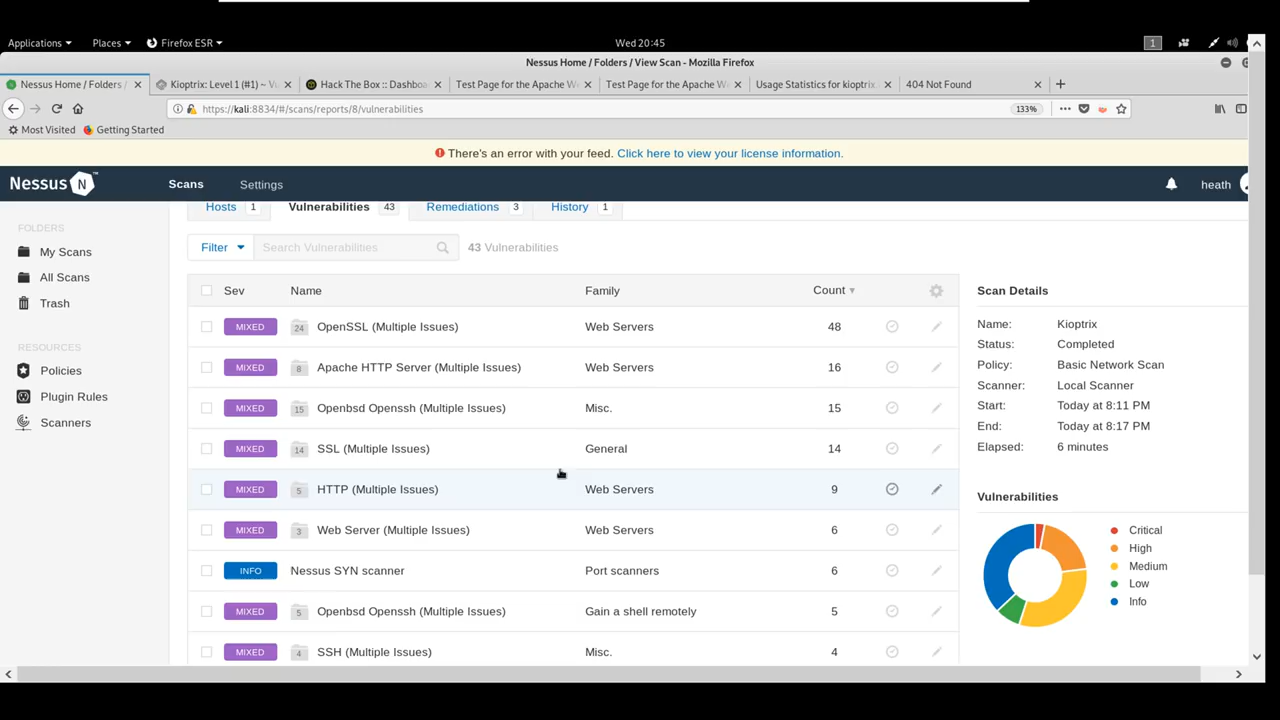 Applications Places Firefox ESR Wed 20:45 1
Nessus Home / Folders / View Scan - Mozilla Firefox
Nessus Home / Folders / Kioptrix: Level 1 (#1) ~ Vu Hack The Box :: Dashboa Test Page for the Apache W Test Page for the Apache W Usage Statistics for kioptrix. 404 Not Found
https://kali:8834/#/scans/reports/8/vulnerabilities 133%
Most Visited Getting Started
There's an error with your feed. Click here to view your license information.
Nessus N Scans Settings heath
Hosts 1 Vulnerabilities 43 Remediations 3 History 1
FOLDERS
My Scans
All Scans
Trash
RESOURCES
Policies
Plugin Rules
Scanners
Filter Search Vulnerabilities 43 Vulnerabilities
Sev Name Family Count
MIXED 24 OpenSSL (Multiple Issues) Web Servers 48
MIXED 8 Apache HTTP Server (Multiple Issues) Web Servers 16
MIXED 15 Openbsd Openssh (Multiple Issues) Misc. 15
MIXED 14 SSL (Multiple Issues) General 14
MIXED 5 HTTP (Multiple Issues) Web Servers 9
MIXED 3 Web Server (Multiple Issues) Web Servers 6
INFO Nessus SYN scanner Port scanners 6
MIXED 5 Openbsd Openssh (Multiple Issues) Gain a shell remotely 5
MIXED 4 SSH (Multiple Issues) Misc. 4
Scan Details
Name: Kioptrix
Status: Completed
Policy: Basic Network Scan
Scanner: Local Scanner
Start: Today at 8:11 PM
End: Today at 8:17 PM
Elapsed: 6 minutes
Vulnerabilities
Critical
High
Medium
Low
Info